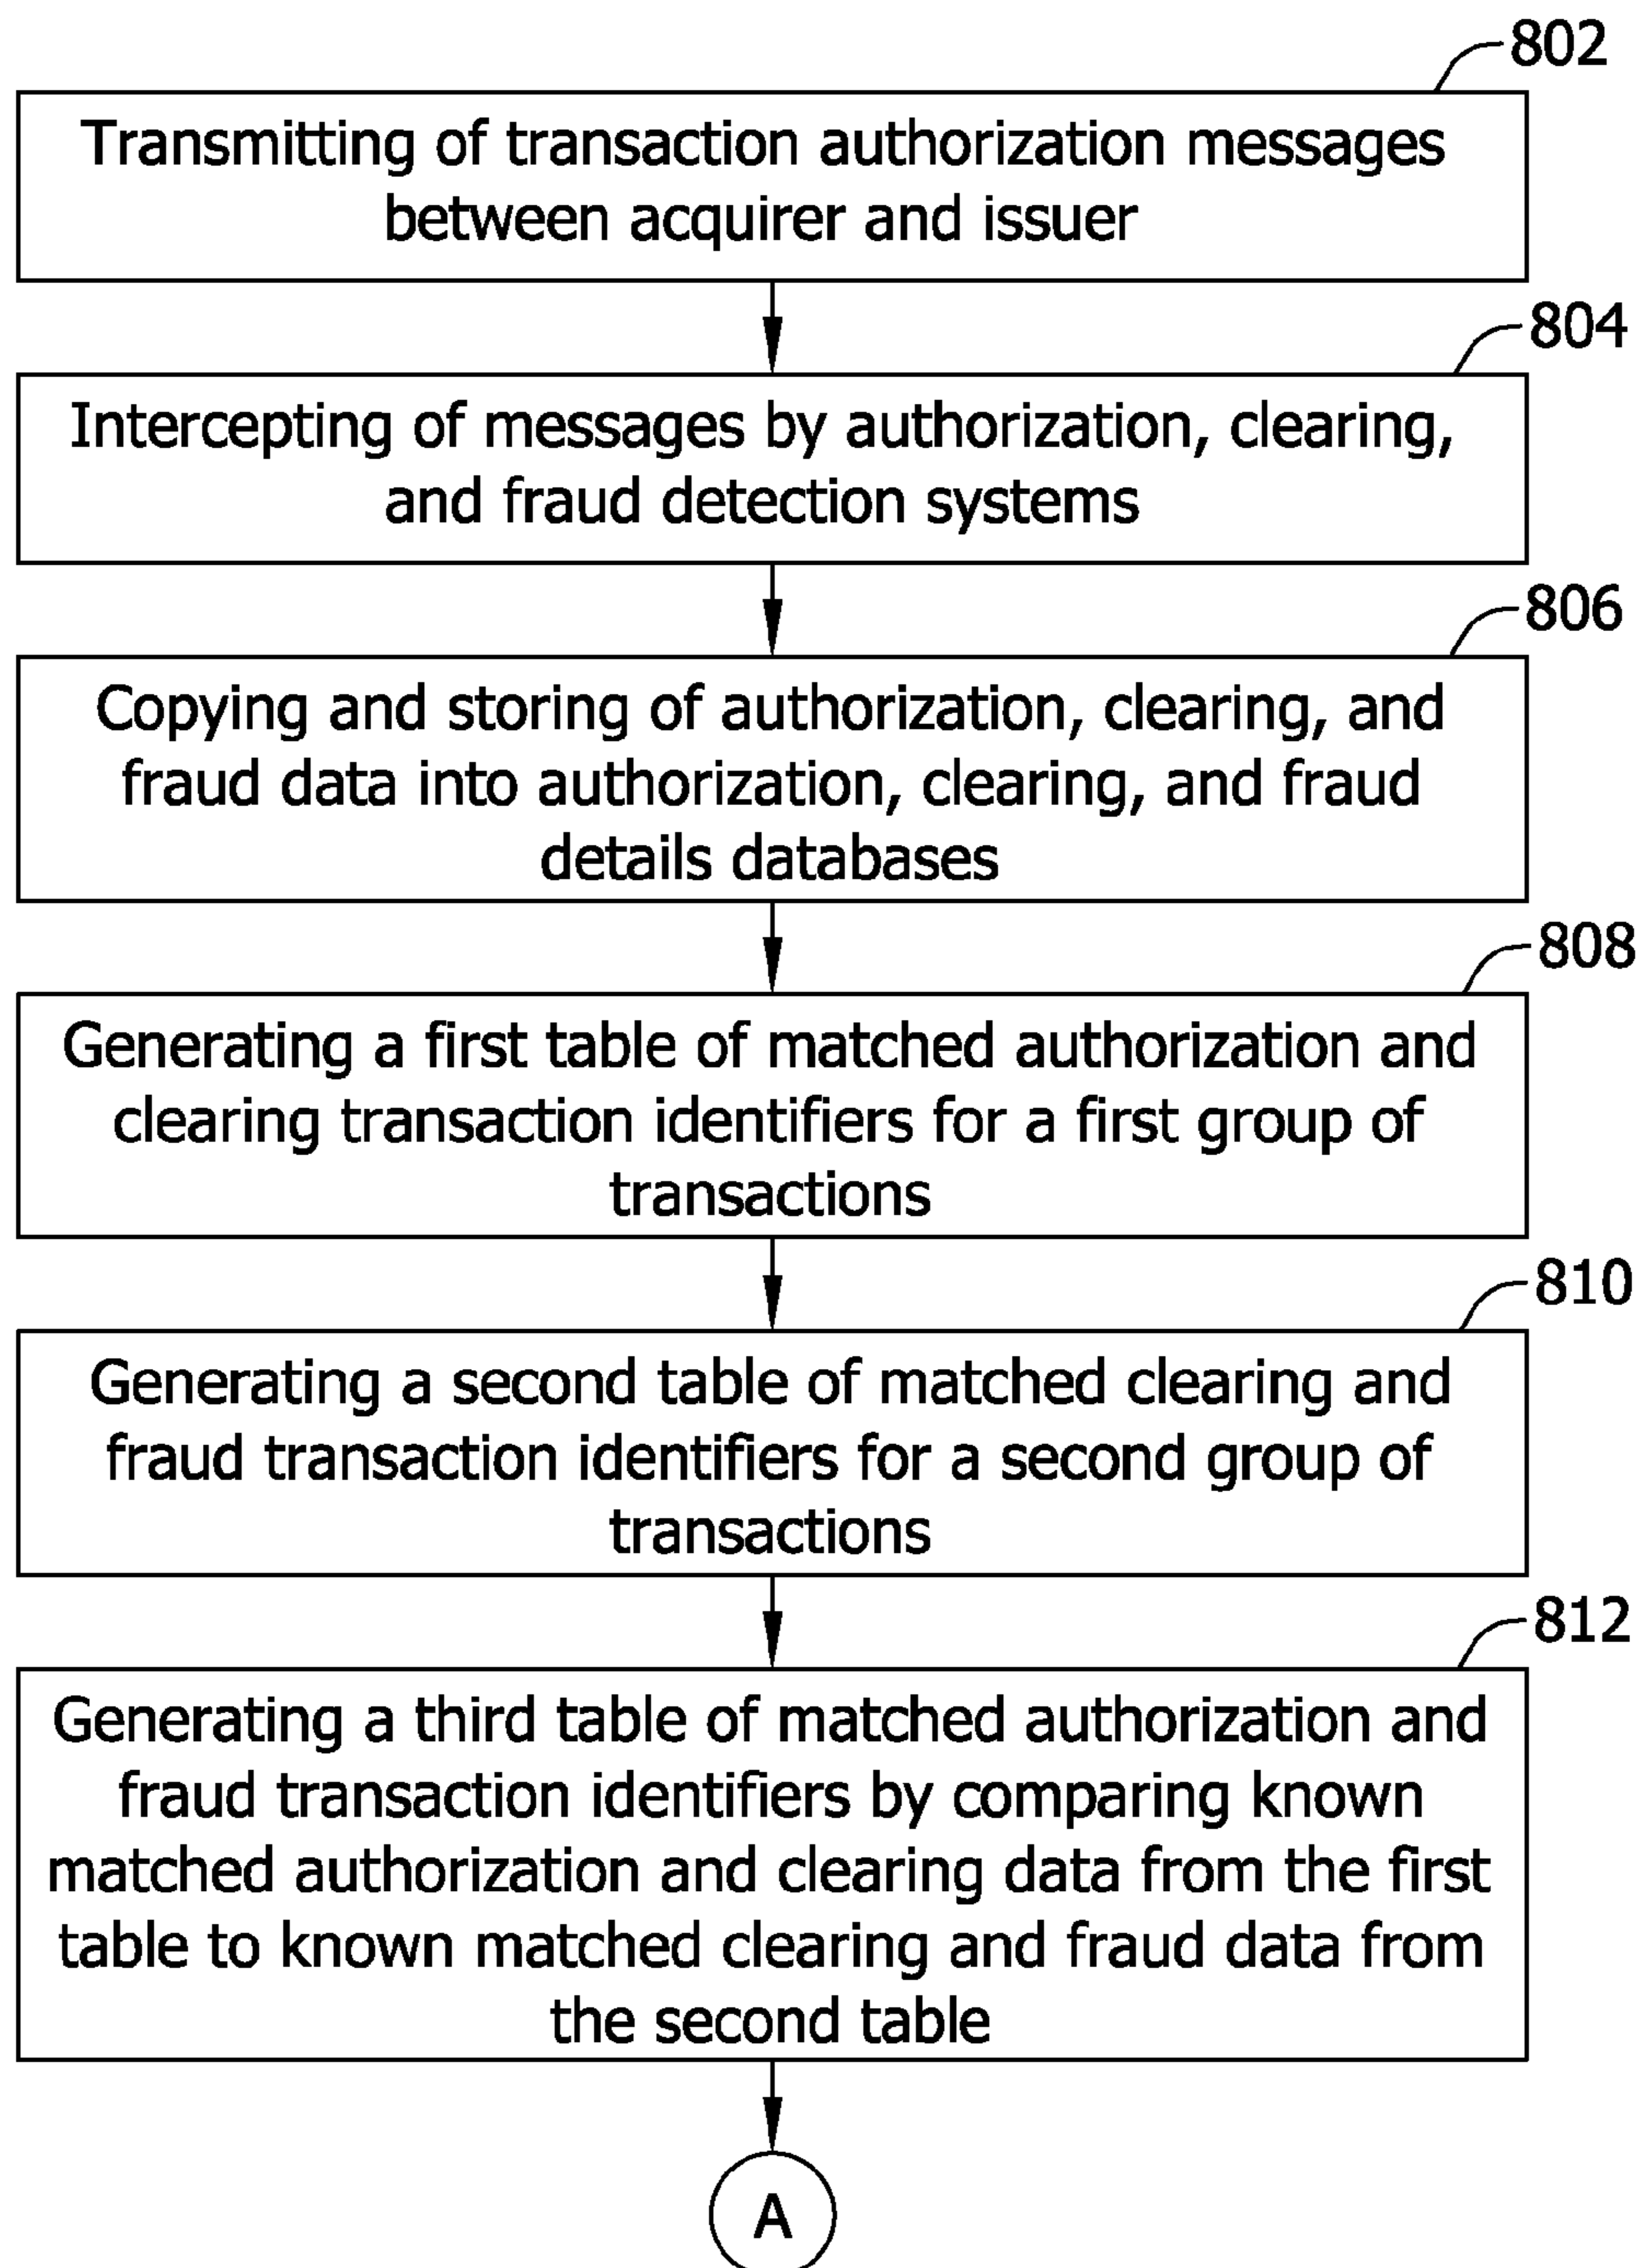 802
Transmitting of transaction authorization messages
between acquirer and issuer
804
Intercepting of messages by authorization, clearing,
and fraud detection systems
806
Copying and storing of authorization, clearing, and
fraud data into authorization, clearing, and fraud
details databases
808
Generating a first table of matched authorization and
clearing transaction identifiers for a first group of
transactions
810
Generating a second table of matched clearing and
fraud transaction identifiers for a second group of
transactions
812
Generating a third table of matched authorization and
fraud transaction identifiers by comparing known
matched authorization and clearing data from the first
table to known matched clearing and fraud data from
the second table
A